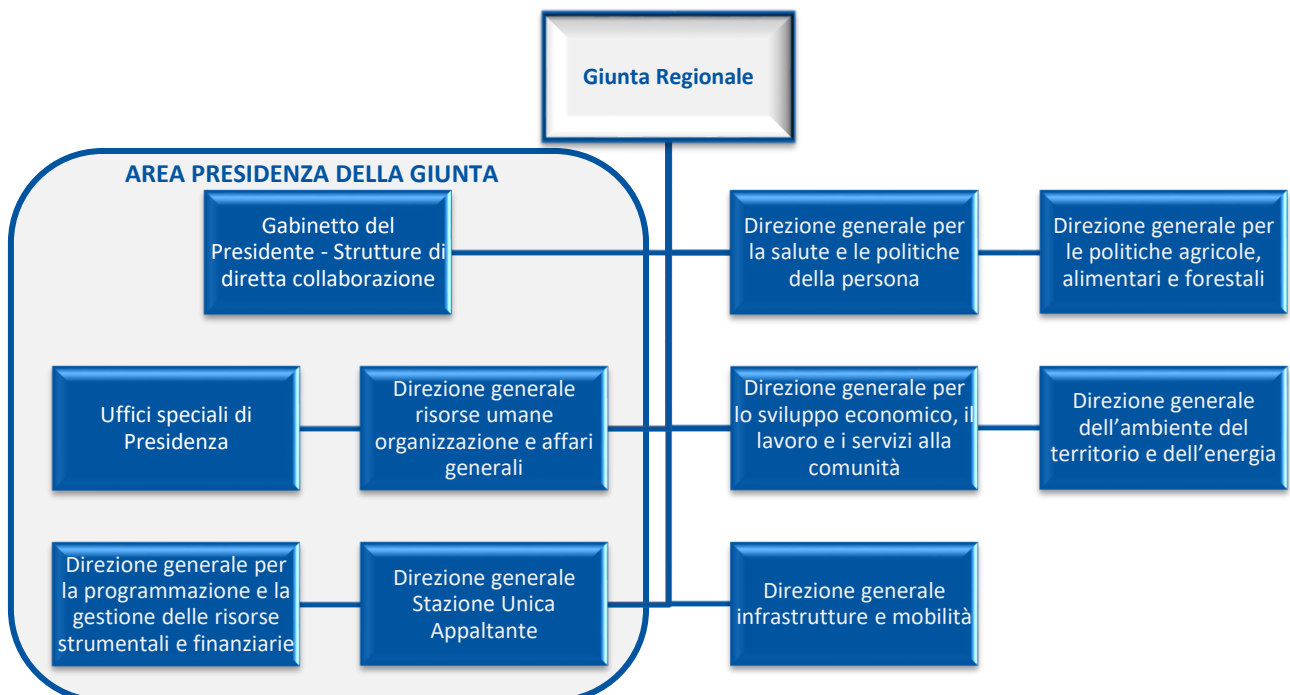 Giunta Regionale
AREA PRESIDENZA DELLA GIUNTA
Gabinetto del
Presidente - Strutture di
diretta collaborazione
Direzione generale per
la salute e le politiche
della persona
Direzione generale per
le politiche agricole,
alimentari e forestali
Uffici speciali di
Presidenza
Direzione generale
risorse umane
organizzazione e affari
generali
Direzione generale per
lo sviluppo economico, il
lavoro e i servizi alla
comunità
Direzione generale
dell’ambiente del
territorio e dell’energia
Direzione generale per
la programmazione e la
gestione delle risorse
strumentali e finanziarie
Direzione generale
Stazione Unica
Appaltante
Direzione generale
infrastrutture e mobilità